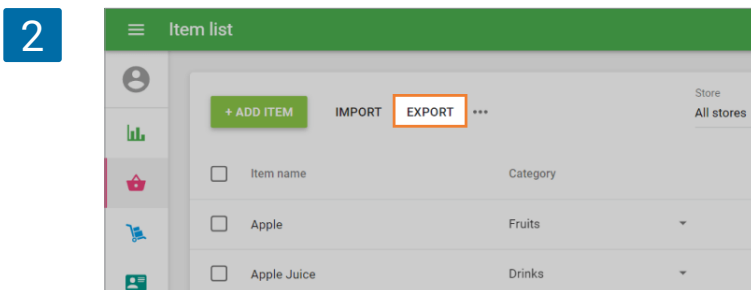 2
Item list
Store
+ ADD ITEM IMPORT EXPORT ••• All stores
Item name Category
Apple Fruits
Apple Juice Drinks